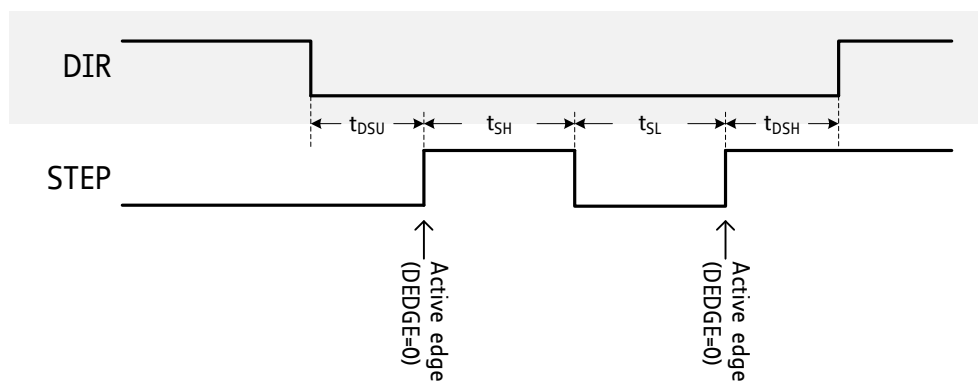 DIR
tDSU
tSH
tSL
tDSH
STEP
Active edge
(DEDGE=0)
Active edge
(DEDGE=0)